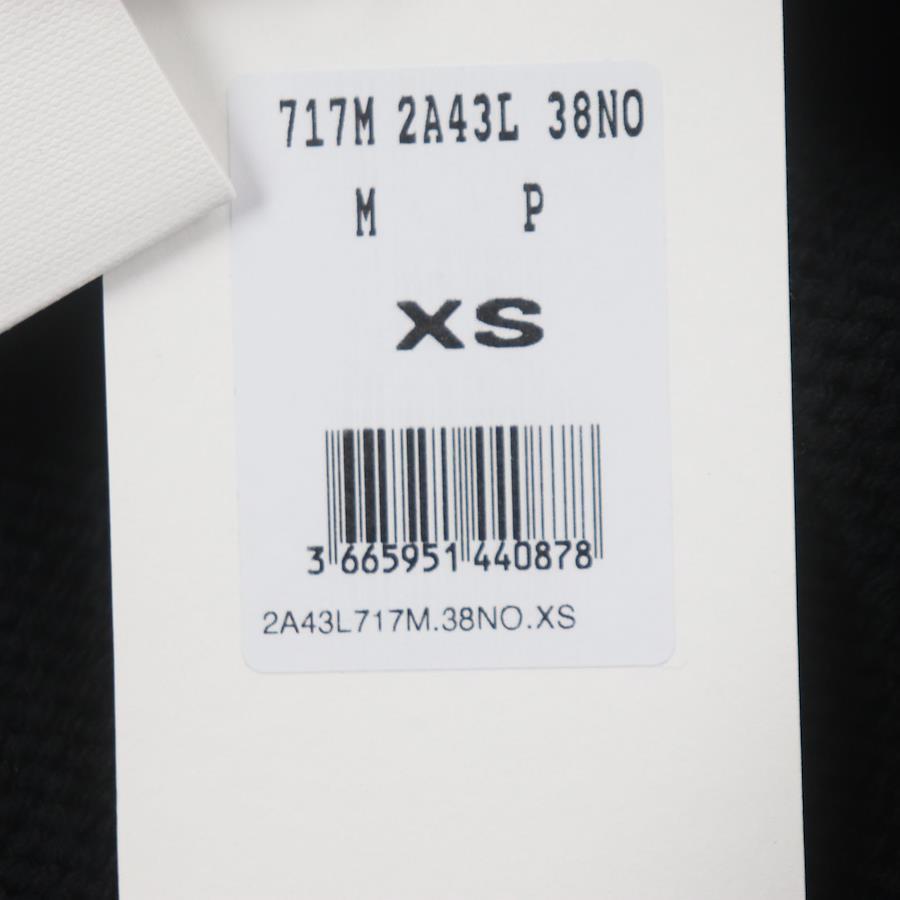 717M 2A43L 38NO
M P
XS
3 665951 440878
2A43L717M.38NO.XS